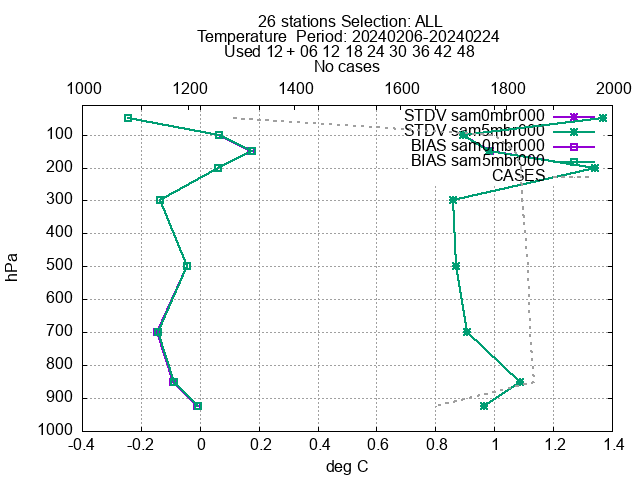 26 stations Selection: ALL
Temperature  Period: 20240206-20240224
Used 12 + 06 12 18 24 30 36 42 48
No cases
1000 1200 1400 1600 1800 2000
STDV sam0mbr000
STDV sam5mbr000
BIAS sam0mbr000
BIAS sam5mbr000
CASES
100
200
300
400
500
600
700
800
900
1000
hPa
-0.4 -0.2 0 0.2 0.4 0.6 0.8 1 1.2 1.4
deg C